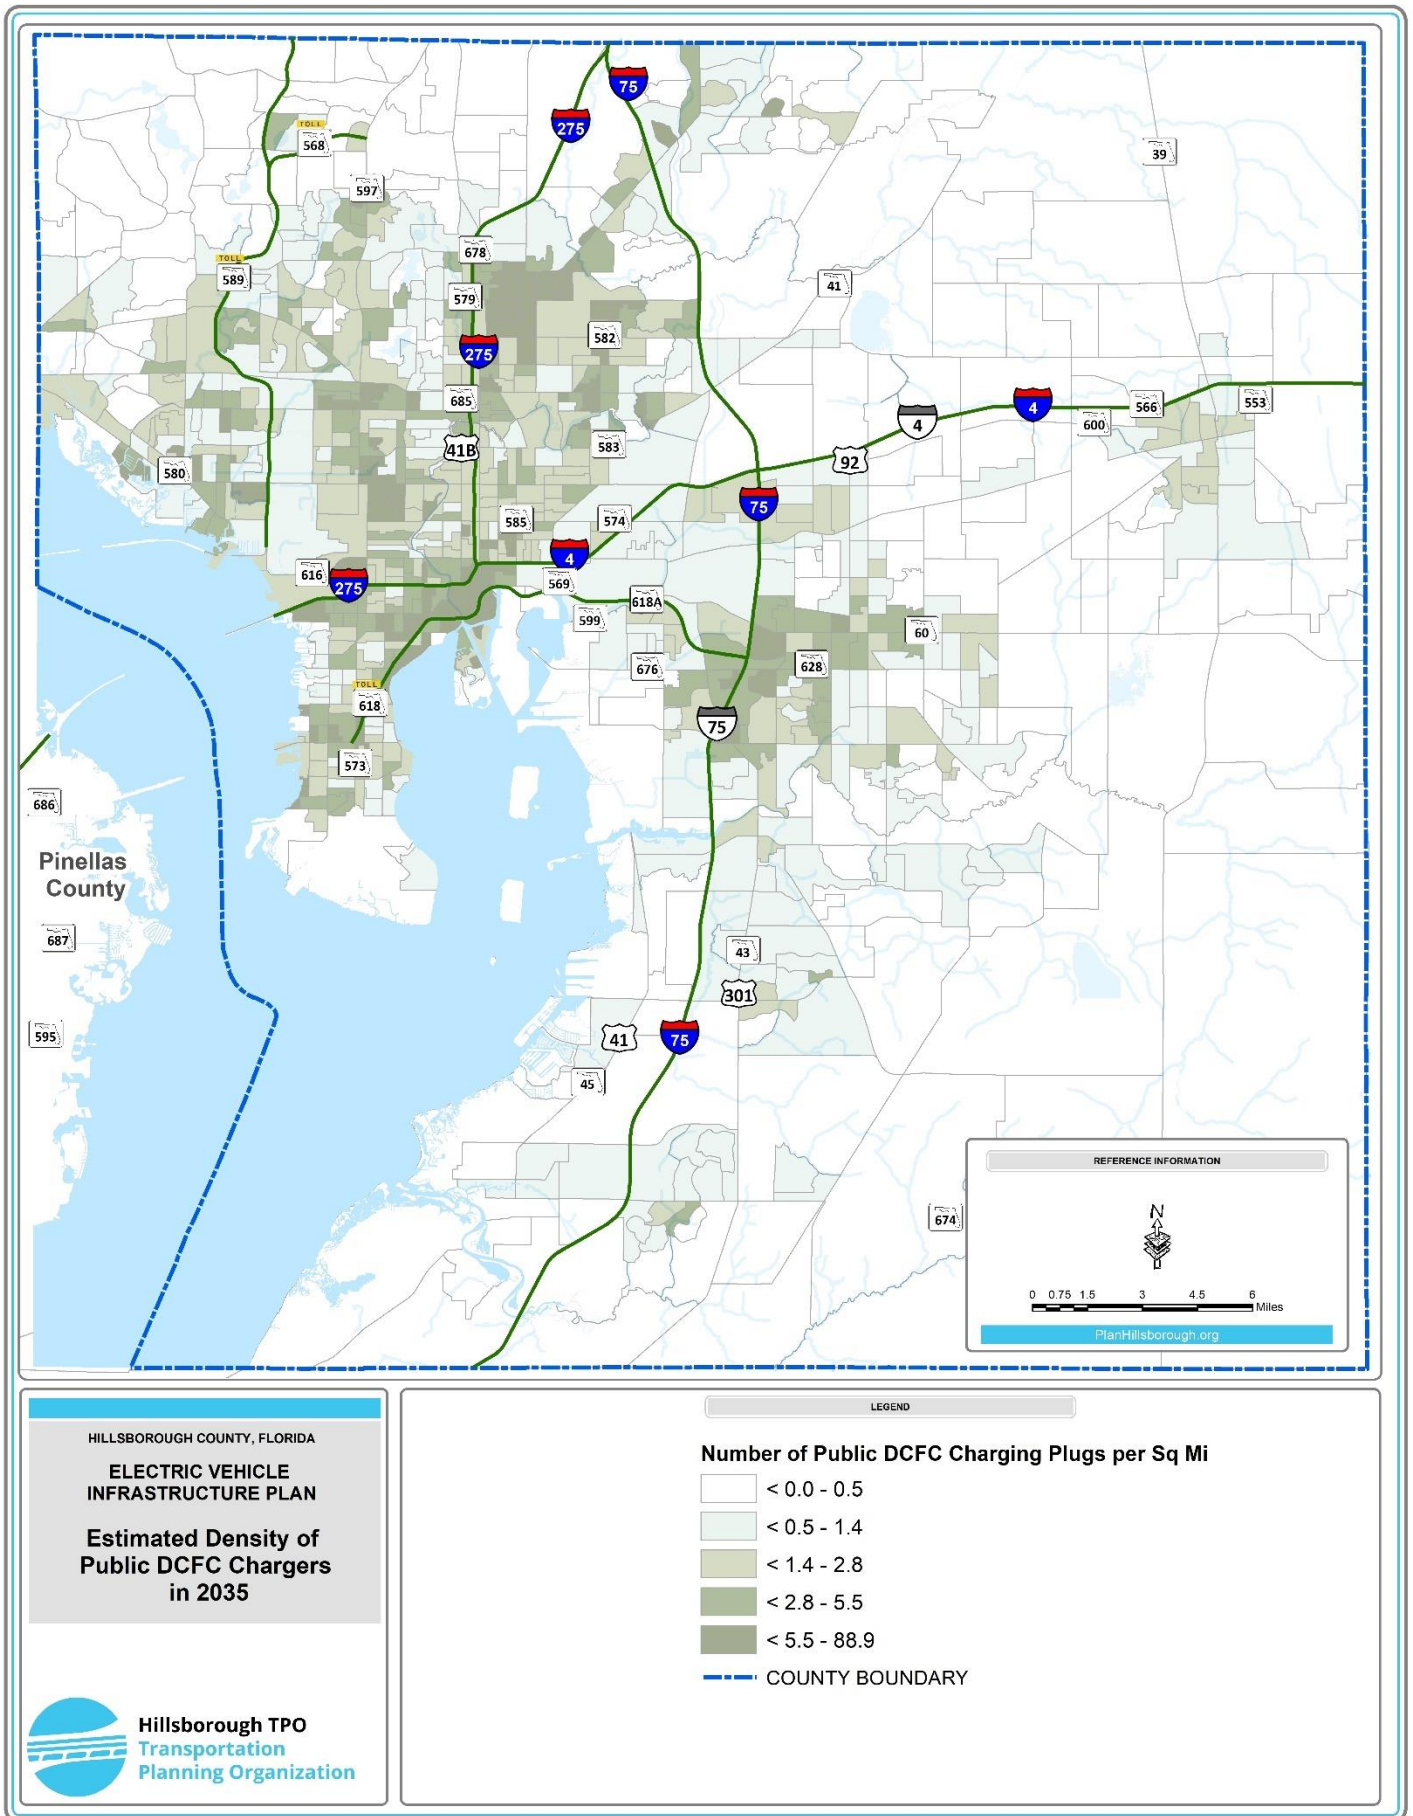 75
275
TOLL
568
39
597
678
TOLL
589
41
579
582
275
685
4
566
553
4
600
41B
583
92
580
75
585
574
4
616
275
569
618A
599
60
676
628
TOLL
618
75
573
686
Pinellas
County
687
43
301
595
41
75
45
674
REFERENCE INFORMATION
N
0 0.75 1.5 3 4.5 6
Miles
PlanHillsborough.org
HILLSBOROUGH COUNTY, FLORIDA
ELECTRIC VEHICLE
INFRASTRUCTURE PLAN
Estimated Density of
Public DCFC Chargers
in 2035
Hillsborough TPO
Transportation
Planning Organization
LEGEND
Number of Public DCFC Charging Plugs per Sq Mi
< 0.0 - 0.5
< 0.5 - 1.4
< 1.4 - 2.8
< 2.8 - 5.5
< 5.5 - 88.9
COUNTY BOUNDARY